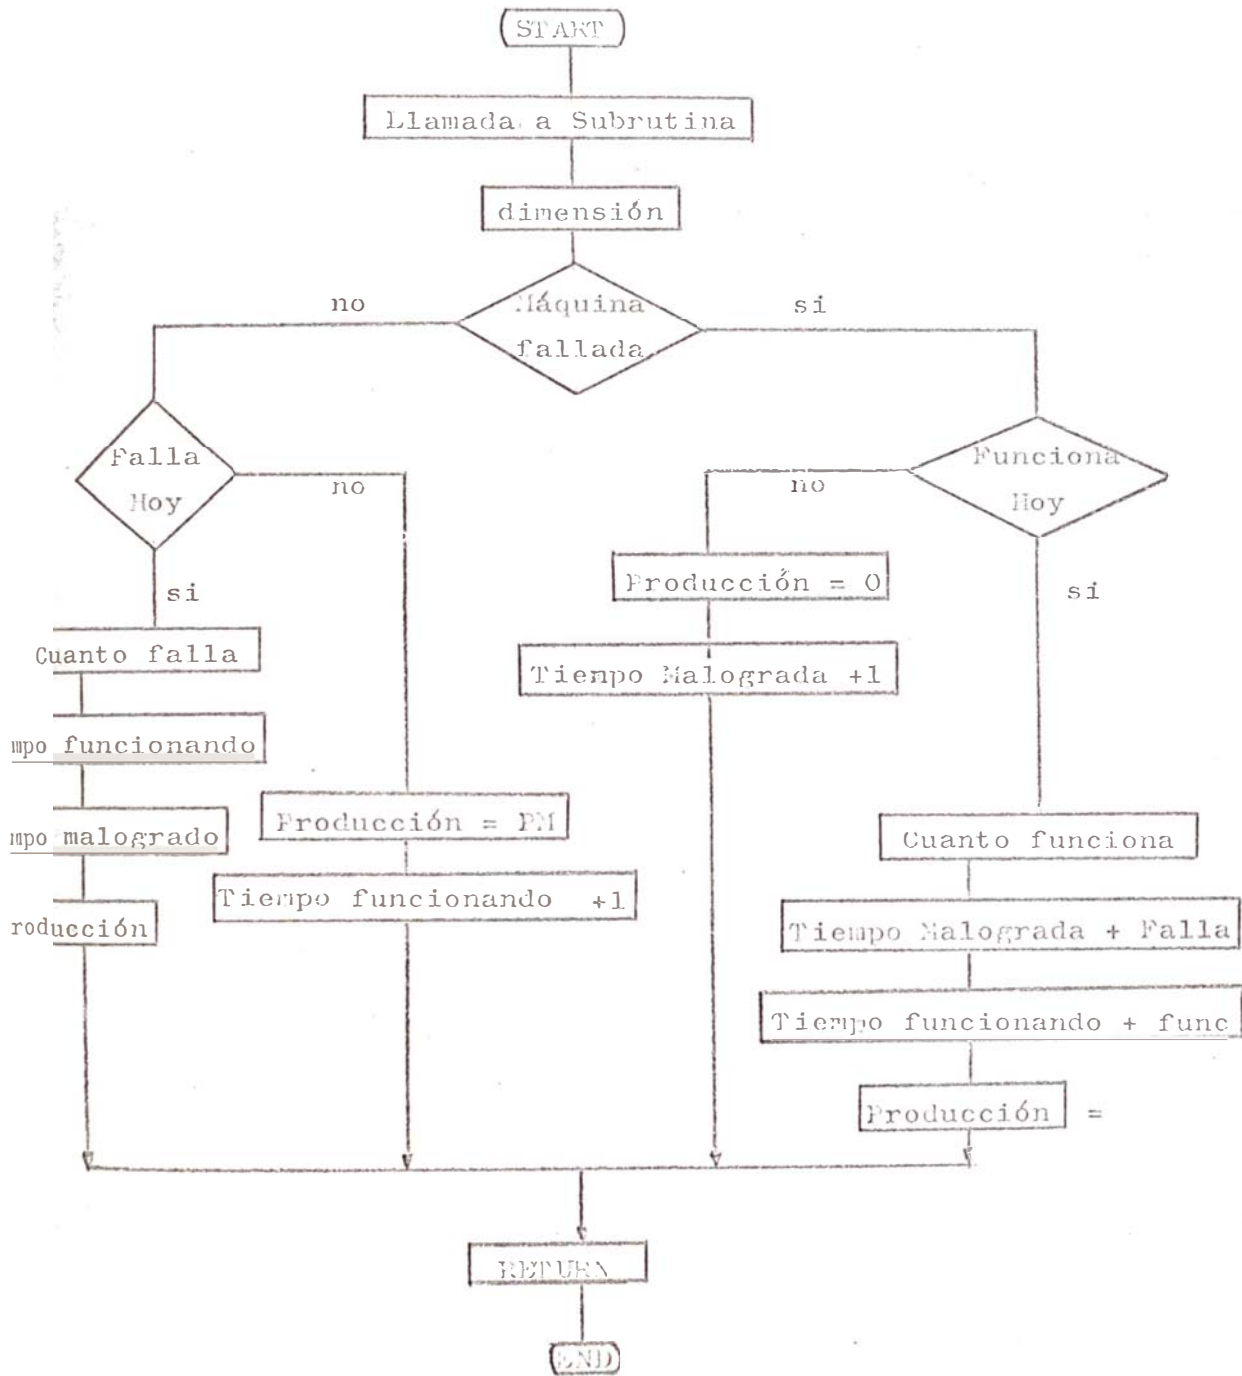 START
Llamada a Subrutina
dimensión
Máquina
fallada
no
si
Falla
Hoy
no
si
Funciona
Hoy
no
si
Producción = 0
Tiempo Malograda +1
Cuanto falla
mpo funcionando
mpo malogrado
roducción
Producción = PM
Tiempo funcionando +1
Cuanto funciona
Tiempo Malograda + Falla
Tiempo funcionando + func
Producción =
RETURN
END